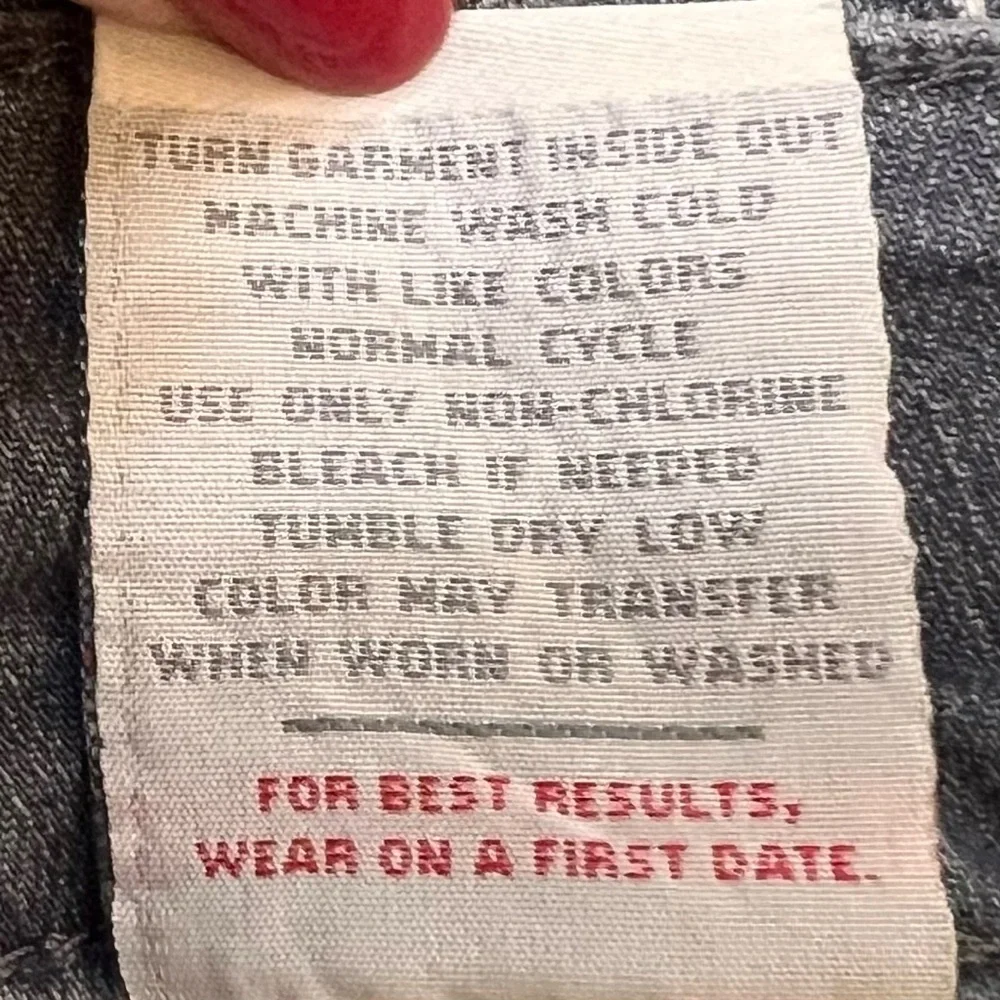 TURN GARMENT INSIDE OUT
MACHINE WASH COLD
WITH LIKE COLORS
NORMAL CYCLE
USE ONLY NON-CHLORINE
BLEACH IF NEEDED
TUMBLE DRY LOW
COLOR MAY TRANSFER
WHEN WORN OR WASHED
FOR BEST RESULTS,
WEAR ON A FIRST DATE.